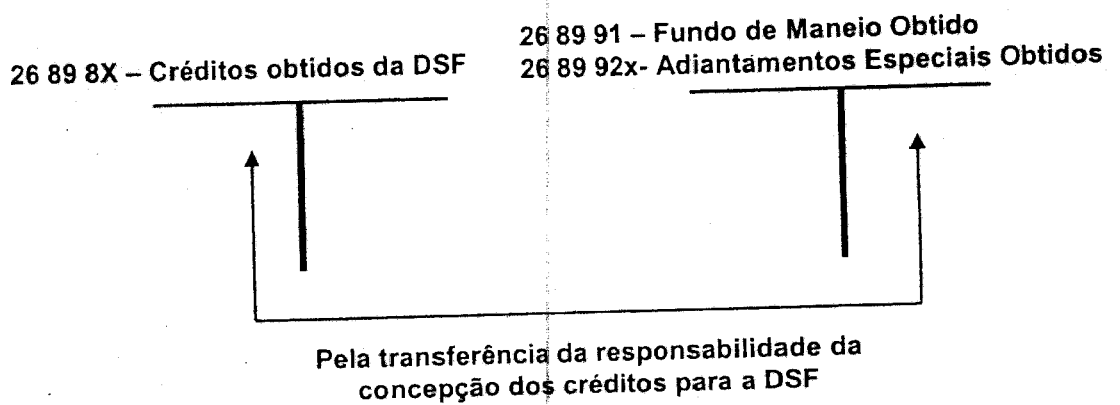 26 89 8X – Créditos obtidos da DSF
26 89 91 – Fundo de Maneio Obtido
26 89 92x- Adiantamentos Especiais Obtidos
Pela transferência da responsabilidade da
concepção dos créditos para a DSF